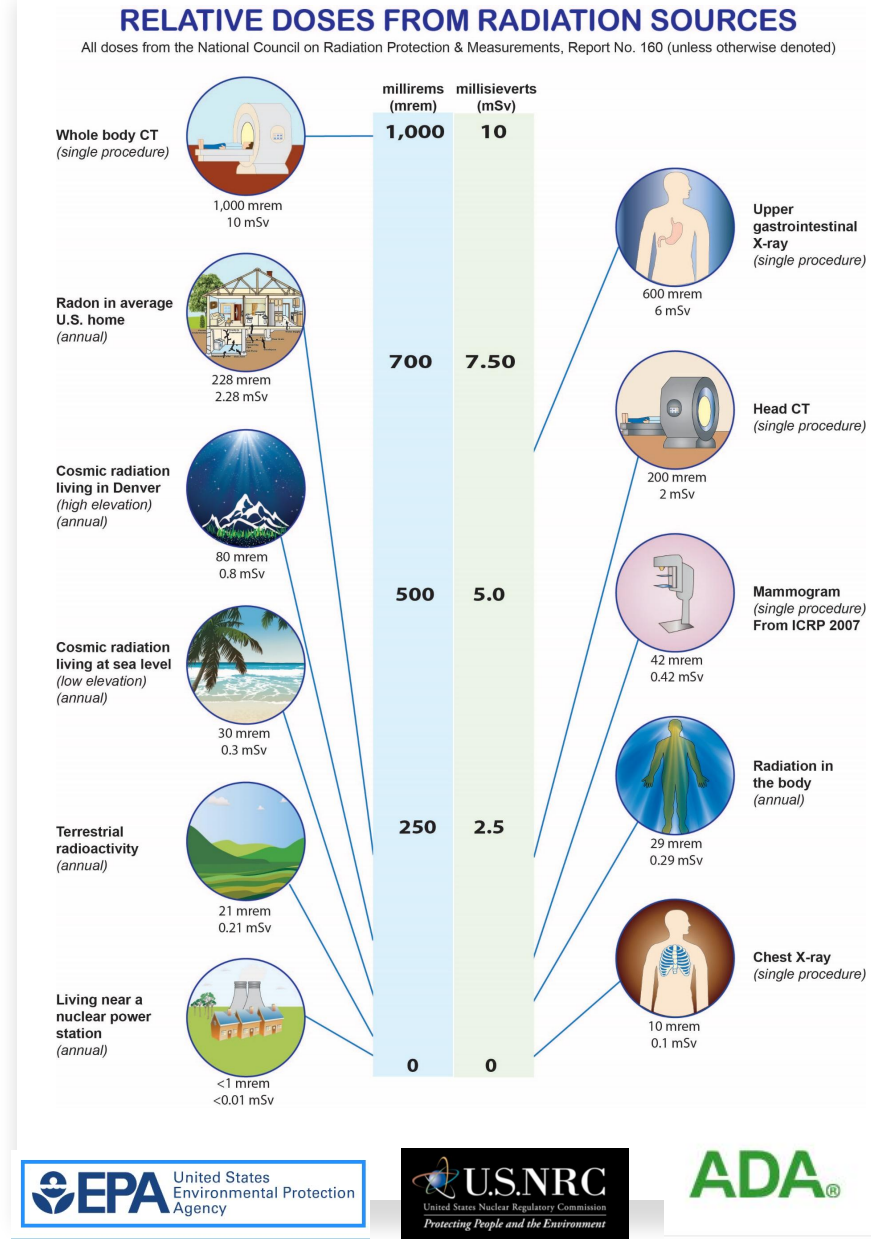 RELATIVE DOSES FROM RADIATION SOURCES
All doses from the National Council on Radiation Protection & Measurements, Report No. 160 (unless otherwise denoted)
millirems
(mrem)
millisieverts
(mSv)
1,000
10
700
7.50
500
5.0
250
2.5
0
0
Whole body CT
(single procedure)
1,000 mrem
10 mSv
Radon in average
U.S. home
(annual)
228 mrem
2.28 mSv
Cosmic radiation
living in Denver
(high elevation)
(annual)
80 mrem
0.8 mSv
Cosmic radiation
living at sea level
(low elevation)
(annual)
30 mrem
0.3 mSv
Terrestrial
radioactivity
(annual)
21 mrem
0.21 mSv
Living near a
nuclear power
station
(annual)
<1 mrem
<0.01 mSv
Upper
gastrointestinal
X-ray
(single procedure)
600 mrem
6 mSv
Head CT
(single procedure)
200 mrem
2 mSv
Mammogram
(single procedure)
From ICRP 2007
42 mrem
0.42 mSv
Radiation in
the body
(annual)
29 mrem
0.29 mSv
Chest X-ray
(single procedure)
10 mrem
0.1 mSv
EPA
United States
Environmental Protection
Agency
U.S.NRC
United States Nuclear Regulatory Commission
Protecting People and the Environment
ADA®